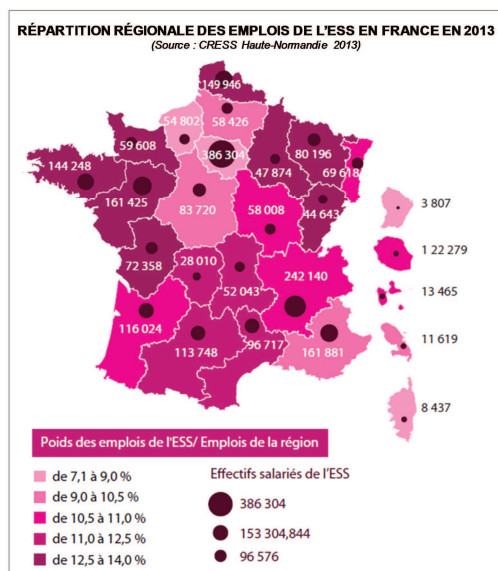 RÉPARTITION RÉGIONALE DES EMPLOIS DE L'ESS EN FRANCE EN 2013
(Source : CRESS Haute-Normandie 2013)
149 946
54 802
58 426
59 608
386 304
80 196
144 248
47 874
69 618
161 425
83 720
58 008
44 643
3 807
72 358
28 010
1 22 279
242 140
52 043
13 465
116 024
96 717
11 619
113 748
161 881
8 437
Poids des emplois de l'ESS/ Emplois de la région
de 7,1 à 9,0 %
de 9,0 à 10,5 %
de 10,5 à 11,0 %
de 11,0 à 12,5 %
de 12,5 à 14,0 %
Effectifs salariés de l'ESS
386 304
153 304,844
96 576